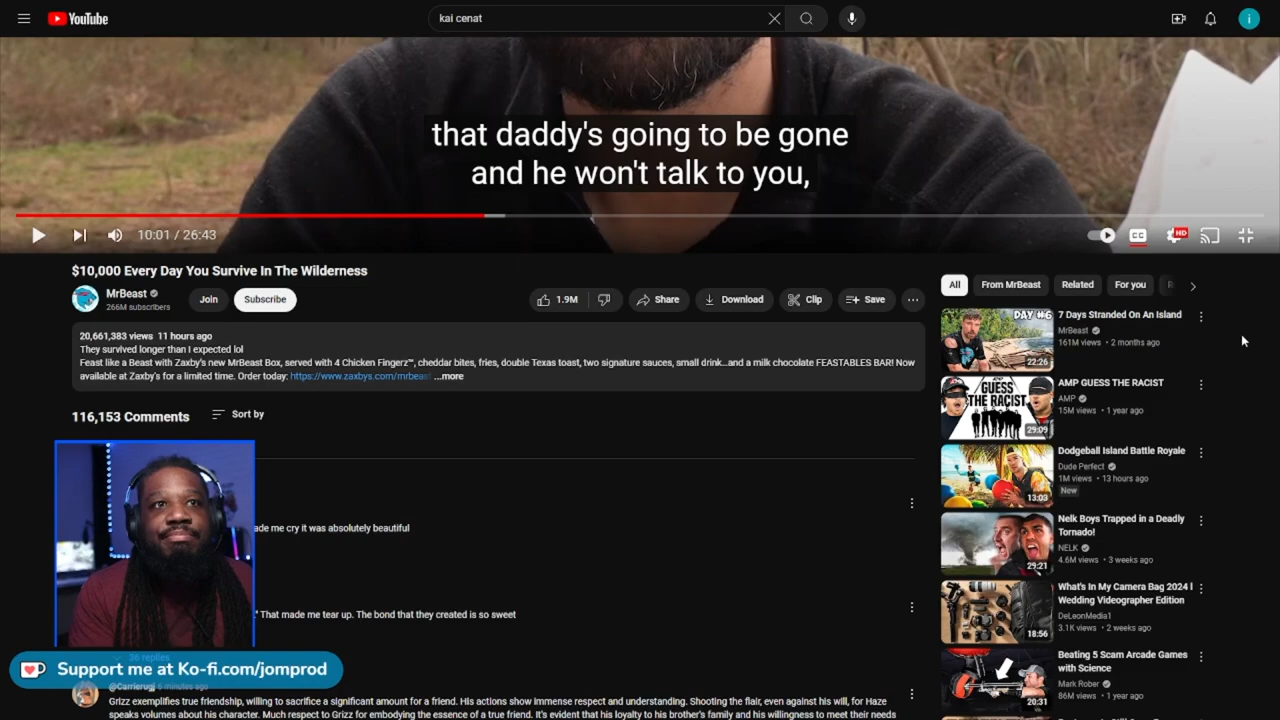 YouTube
kai cenat
i
that daddy's going to be gone
and he won't talk to you,
10:01 / 26:43
CC
HD
$10,000 Every Day You Survive In The Wilderness
MrBeast
266M subscribers
Join
Subscribe
1.9M
Share
Download
Clip
Save
20,661,383 views 11 hours ago
They survived longer than I expected lol
Feast like a Beast with Zaxby's new MrBeast Box, served with 4 Chicken Fingerz™, cheddar bites, fries, double Texas toast, two signature sauces, small drink...and a milk chocolate FEASTABLES BAR! Now
available at Zaxby's for a limited time. Order today: https://www.zaxbys.com/mrbeast ...more
116,153 Comments
Sort by
ade me cry it was absolutely beautiful
" That made me tear up. The bond that they created is so sweet
36 replies
Support me at Ko-fi.com/jomprod
6 minutes ago
Grizz exemplifies true friendship, willing to sacrifice a significant amount for a friend. His actions show immense respect and understanding. Shooting the flair, even against his will, for Haze
speaks volumes about his character. Much respect to Grizz for embodying the essence of a true friend. It's evident that his loyalty to his brother's family and his willingness to meet their needs
All
From MrBeast
Related
For you
DAY #6
22:26
7 Days Stranded On An Island
MrBeast
161M views • 2 months ago
GUESS
THE RACIST
29:09
AMP GUESS THE RACIST
AMP
15M views • 1 year ago
13:03
Dodgeball Island Battle Royale
Dude Perfect
1M views • 13 hours ago
New
29:21
Nelk Boys Trapped in a Deadly
Tornado!
NELK
4.6M views • 3 weeks ago
18:56
What's In My Camera Bag 2024 l
Wedding Videographer Edition
DeLeonMedia1
3.1K views • 2 weeks ago
20:31
Beating 5 Scam Arcade Games
with Science
Mark Rober
86M views • 1 year ago